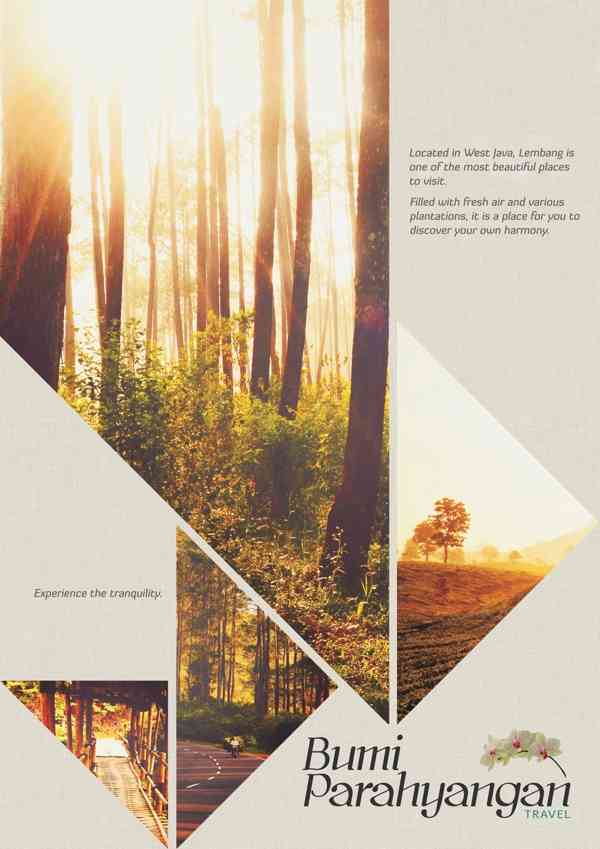 Located in West Java, Lembang is
one of the most beautiful places
to visit.
Filled with fresh air and various
plantations, it is a place for you to
discover your own harmony.
Experience the tranquility.
Bumi
Parahyangan
TRAVEL